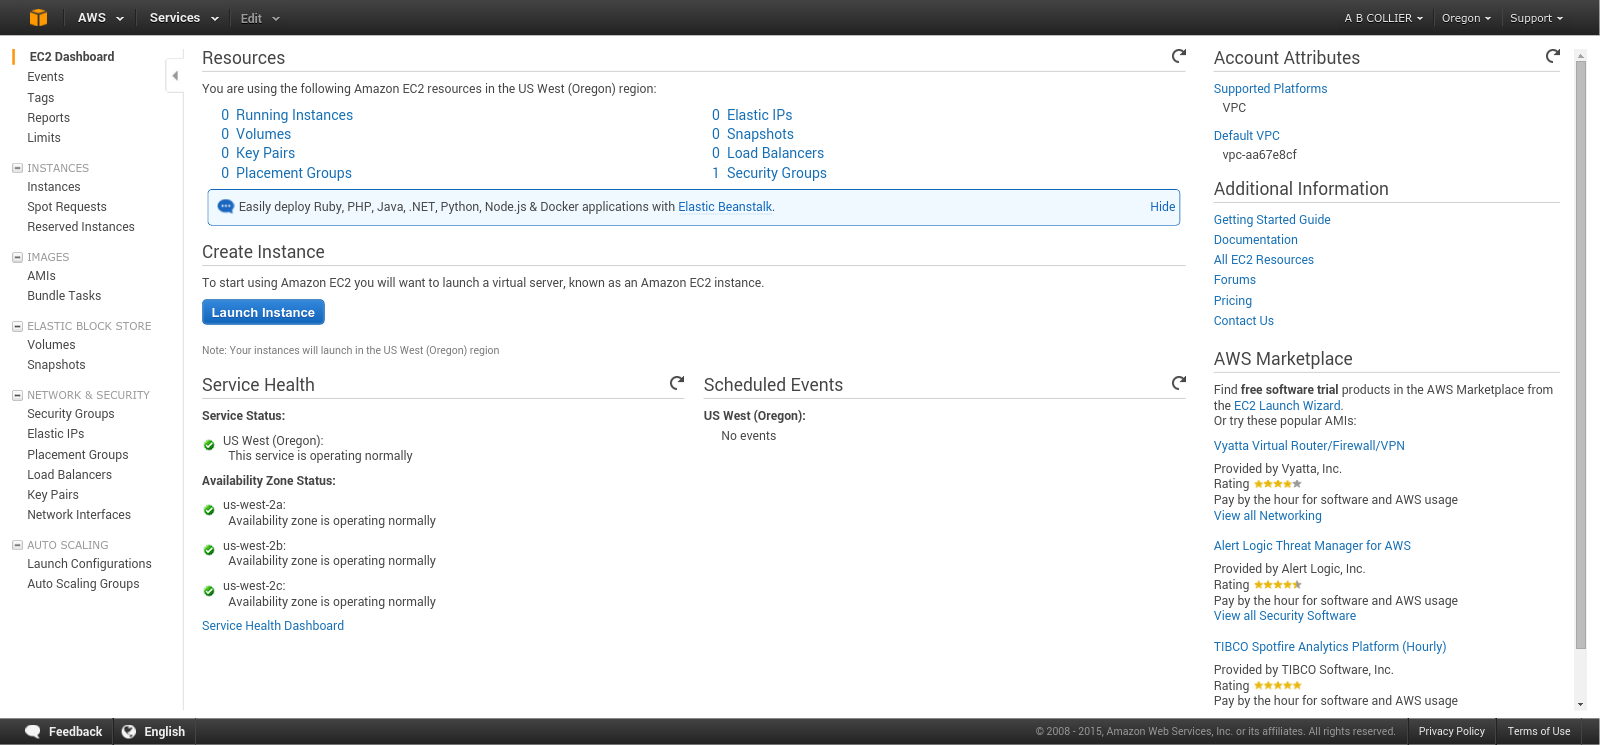 AWS Services Edit A B COLLIER Oregon Support
EC2 Dashboard
Events
Tags
Reports
Limits
INSTANCES
Instances
Spot Requests
Reserved Instances
IMAGES
AMIs
Bundle Tasks
ELASTIC BLOCK STORE
Volumes
Snapshots
NETWORK & SECURITY
Security Groups
Elastic IPs
Placement Groups
Load Balancers
Key Pairs
Network Interfaces
AUTO SCALING
Launch Configurations
Auto Scaling Groups
Resources
You are using the following Amazon EC2 resources in the US West (Oregon) region:
0 Running Instances 0 Elastic IPs
0 Volumes 0 Snapshots
0 Key Pairs 0 Load Balancers
0 Placement Groups 1 Security Groups
Easily deploy Ruby, PHP, Java, .NET, Python, Node.js & Docker applications with Elastic Beanstalk. Hide
Create Instance
To start using Amazon EC2 you will want to launch a virtual server, known as an Amazon EC2 instance.
Launch Instance
Note: Your instances will launch in the US West (Oregon) region
Service Health
Service Status:
US West (Oregon):
This service is operating normally
Availability Zone Status:
us-west-2a:
Availability zone is operating normally
us-west-2b:
Availability zone is operating normally
us-west-2c:
Availability zone is operating normally
Service Health Dashboard
Scheduled Events
US West (Oregon):
No events
Account Attributes
Supported Platforms
VPC
Default VPC
vpc-aa67e8cf
Additional Information
Getting Started Guide
Documentation
All EC2 Resources
Forums
Pricing
Contact Us
AWS Marketplace
Find free software trial products in the AWS Marketplace from
the EC2 Launch Wizard.
Or try these popular AMIs:
Vyatta Virtual Router/Firewall/VPN
Provided by Vyatta, Inc.
Rating
Pay by the hour for software and AWS usage
View all Networking
Alert Logic Threat Manager for AWS
Provided by Alert Logic, Inc.
Rating
Pay by the hour for software and AWS usage
View all Security Software
TIBCO Spotfire Analytics Platform (Hourly)
Provided by TIBCO Software, Inc.
Rating
Pay by the hour for software and AWS usage
Feedback English © 2008 - 2015, Amazon Web Services, Inc. or its affiliates. All rights reserved. Privacy Policy Terms of Use